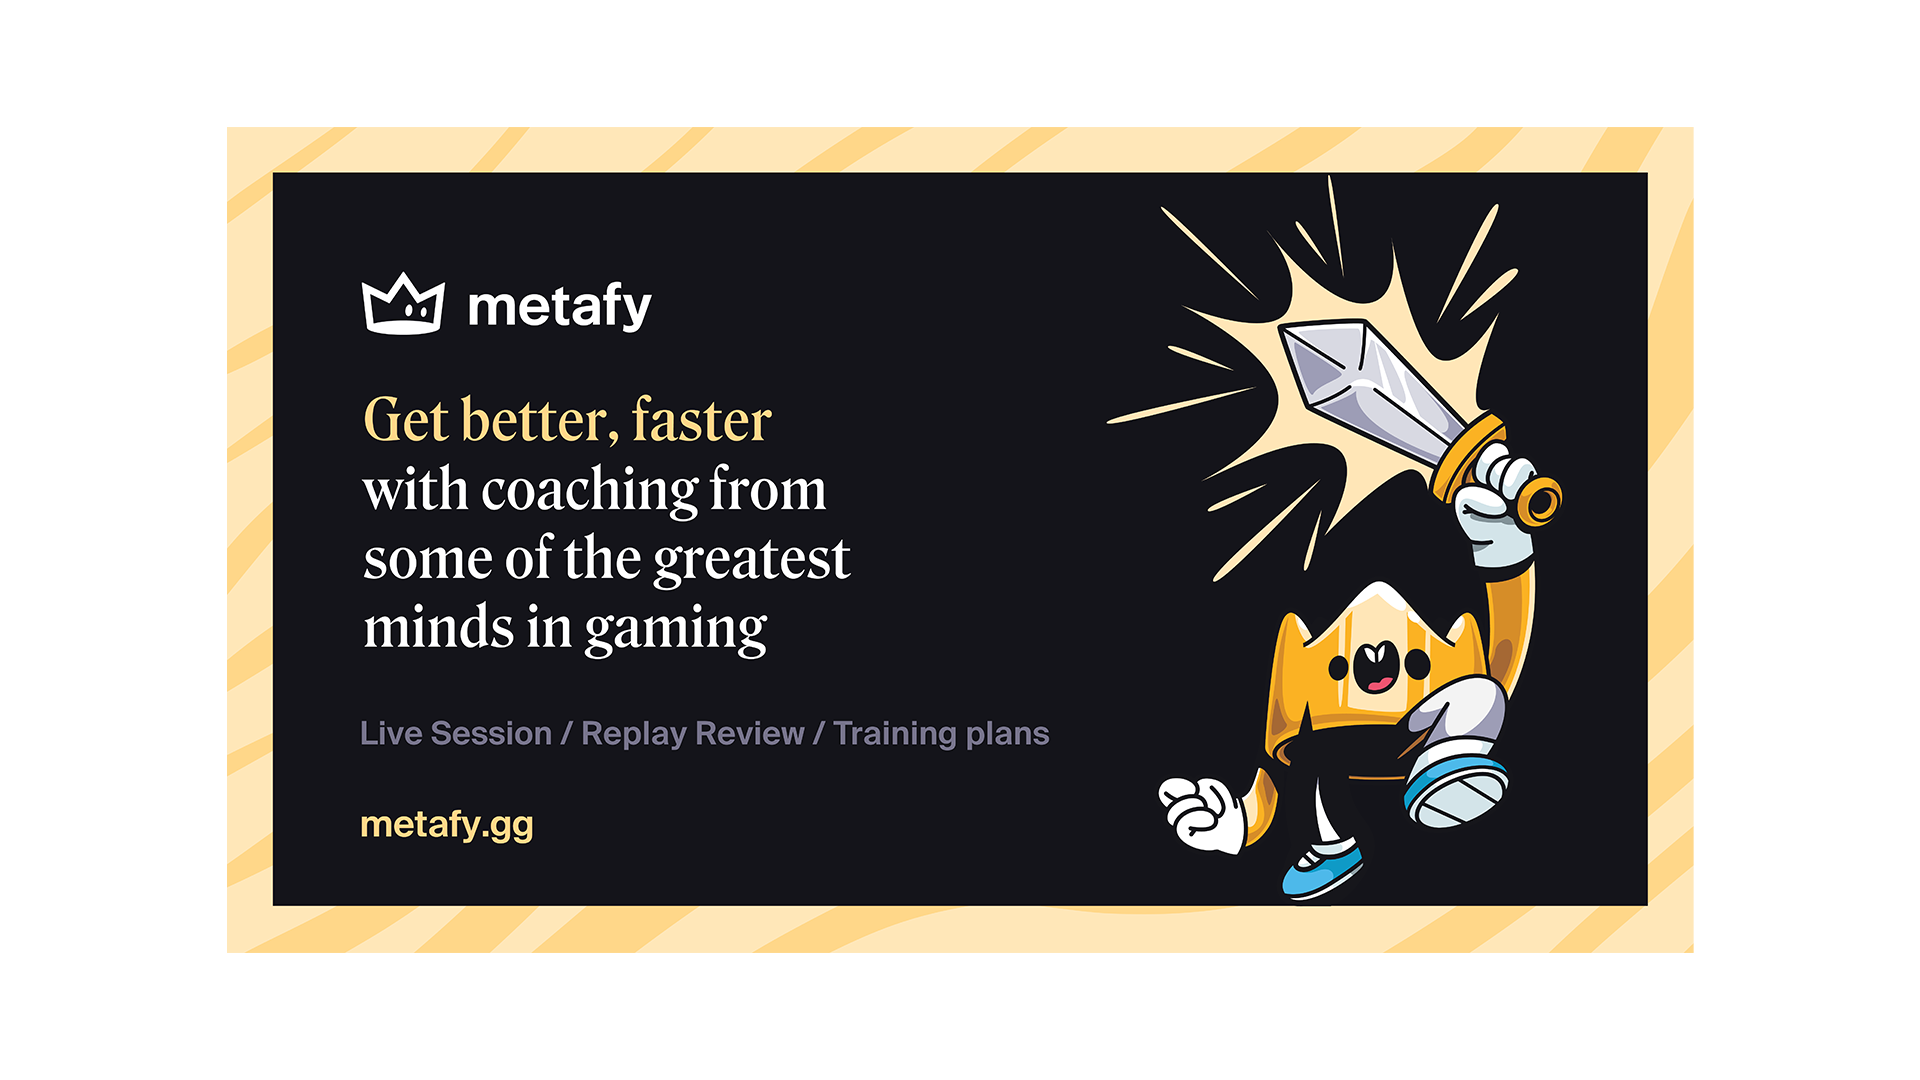 metafy
Get better, faster
with coaching from
some of the greatest
minds in gaming
Live Session / Replay Review / Training plans
metafy.gg